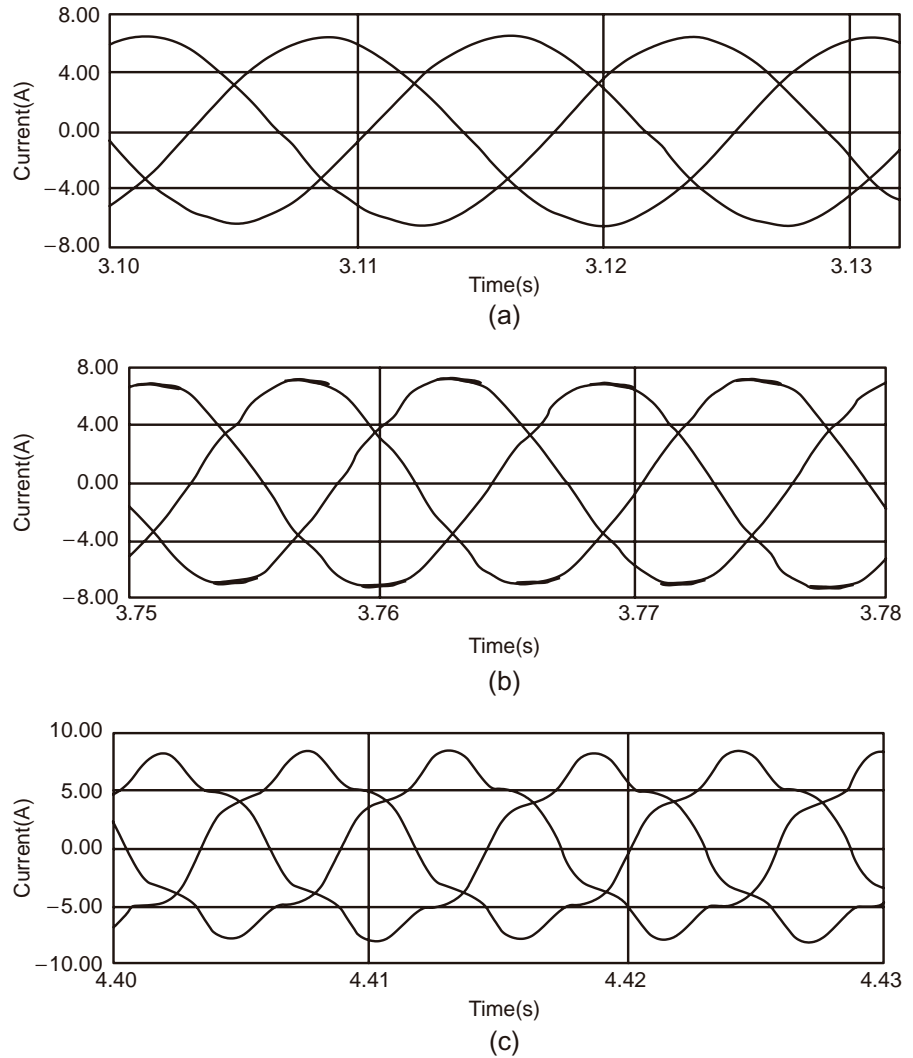 8.00
4.00
0.00
−4.00
−8.00
Current(A)
3.10 3.11 3.12 3.13
Time(s)
(a)
8.00
4.00
0.00
−4.00
−8.00
Current(A)
3.75 3.76 3.77 3.78
Time(s)
(b)
10.00
5.00
0.00
−5.00
−10.00
Current(A)
4.40 4.41 4.42 4.43
Time(s)
(c)